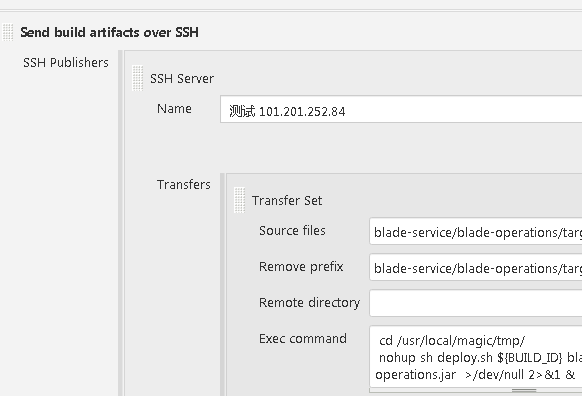 Send build artifacts over SSH
SSH Publishers
SSH Server
Name
测试 101.201.252.84
Transfers
Transfer Set
Source files
blade-service/blade-operations/targ
Remove prefix
blade-service/blade-operations/targ
Remote directory
Exec command
cd /usr/local/magic/tmp/
nohup sh deploy.sh ${BUILD_ID} bla
operations.jar >/dev/null 2>&1 &